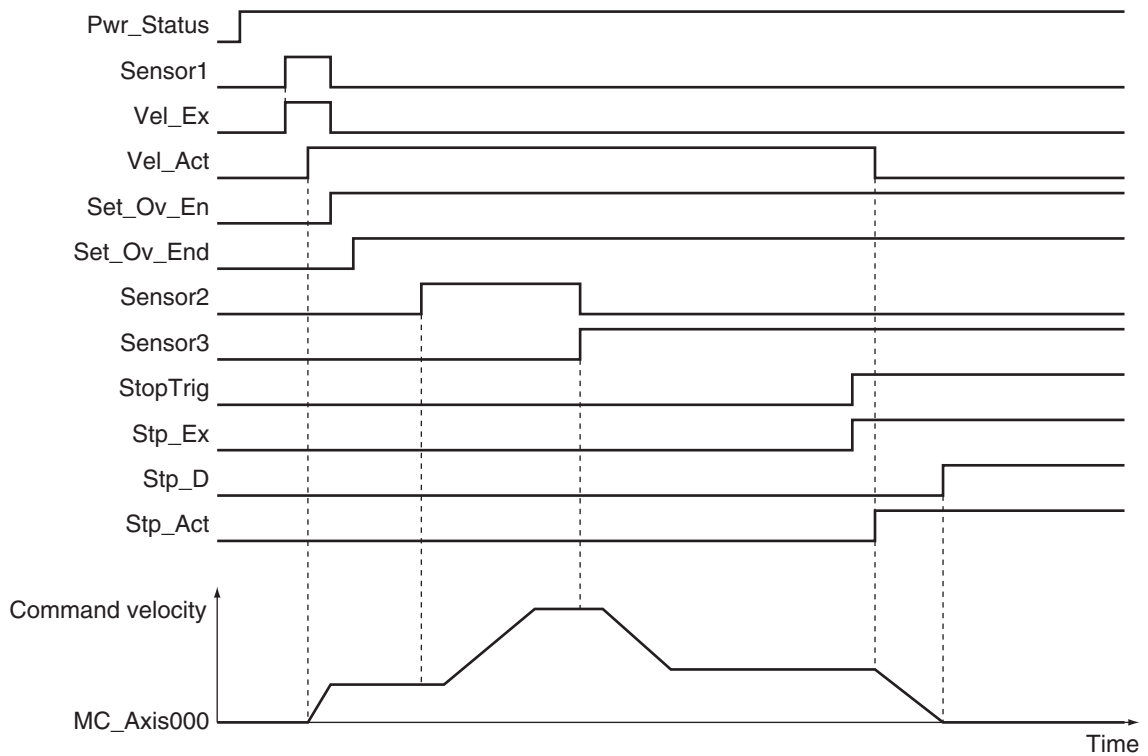 Pwr_Status
Sensor1
Vel_Ex
Vel_Act
Set_Ov_En
Set_Ov_End
Sensor2
Sensor3
StopTrig
Stp_Ex
Stp_D
Stp_Act
Command velocity
MC_Axis000
Time